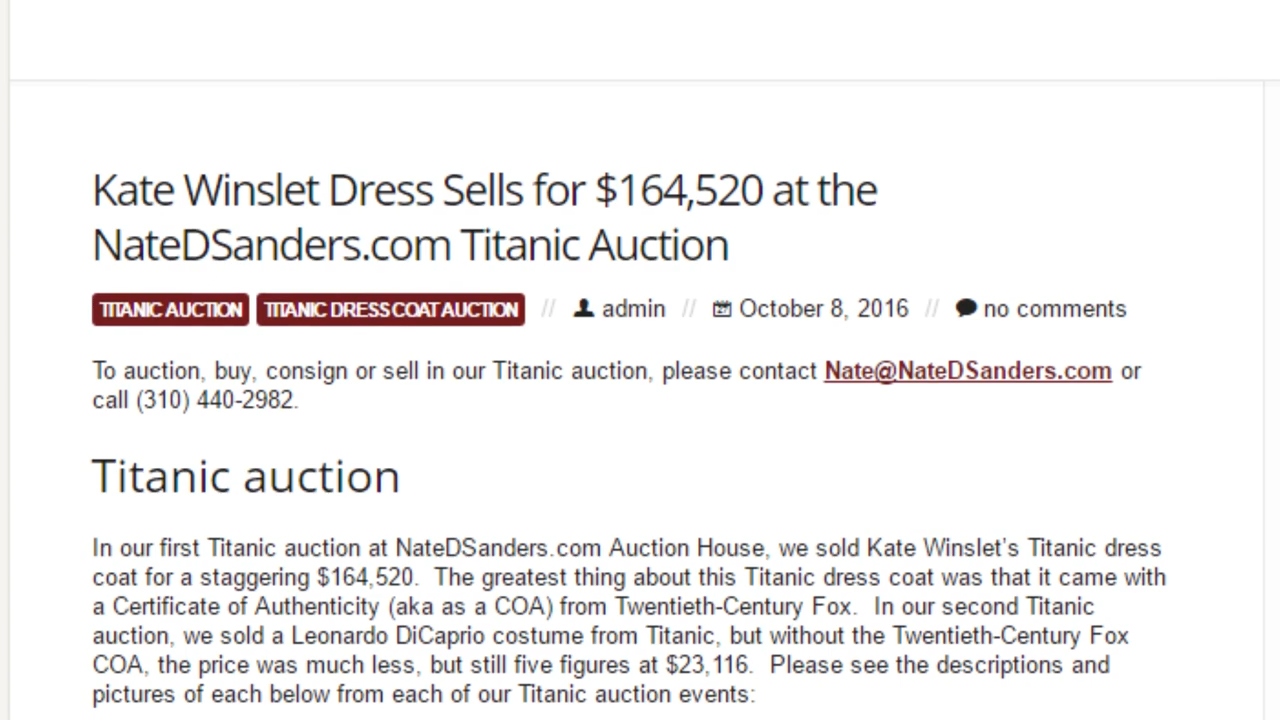 Kate Winslet Dress Sells for $164,520 at the
NateDSanders.com Titanic Auction
TITANIC AUCTION TITANIC DRESS COAT AUCTION // admin // October 8, 2016 // no comments
To auction, buy, consign or sell in our Titanic auction, please contact Nate@NateDSanders.com or
call (310) 440-2982.
Titanic auction
In our first Titanic auction at NateDSanders.com Auction House, we sold Kate Winslet's Titanic dress
coat for a staggering $164,520.  The greatest thing about this Titanic dress coat was that it came with
a Certificate of Authenticity (aka as a COA) from Twentieth-Century Fox.  In our second Titanic
auction, we sold a Leonardo DiCaprio costume from Titanic, but without the Twentieth-Century Fox
COA, the price was much less, but still five figures at $23,116.  Please see the descriptions and
pictures of each below from each of our Titanic auction events: